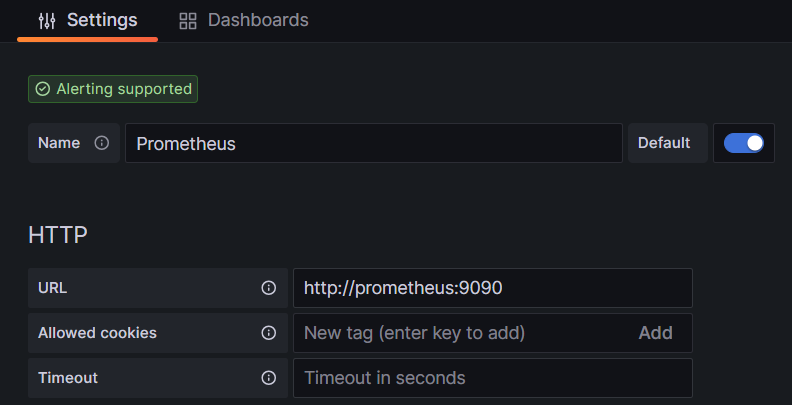 Settings Dashboards
Alerting supported
Name Prometheus Default
HTTP
URL http://prometheus:9090
Allowed cookies New tag (enter key to add) Add
Timeout Timeout in seconds